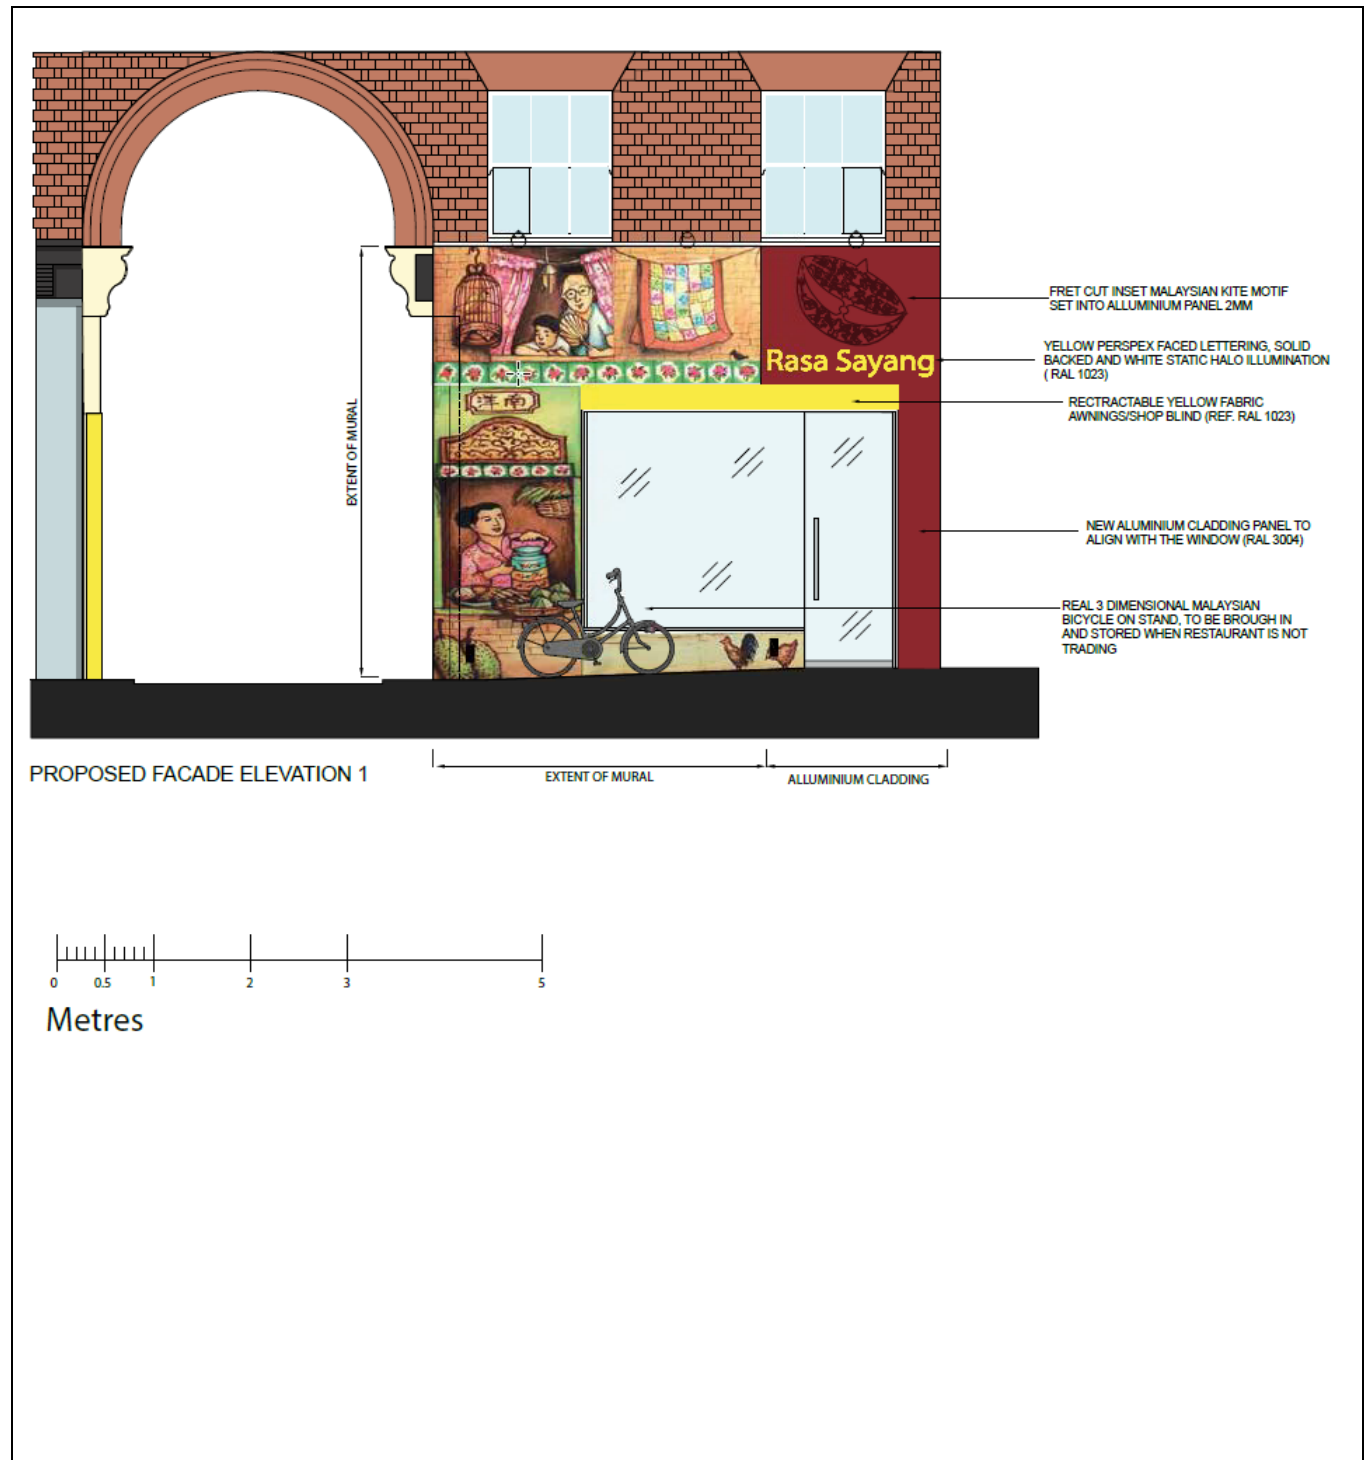 FRET CUT INSET MALAYSIAN KITE MOTIF
SET INTO ALLUMINIUM PANEL 2MM
YELLOW PERSPEX FACED LETTERING, SOLID
BACKED AND WHITE STATIC HALO ILLUMINATION
( RAL 1023)
Rasa Sayang
RECTRACTABLE YELLOW FABRIC
AWNINGS/SHOP BLIND (REF. RAL 1023)
洋南
EXTENT OF MURAL
NEW ALUMINIUM CLADDING PANEL TO
ALIGN WITH THE WINDOW (RAL 3004)
REAL 3 DIMENSIONAL MALAYSIAN
BICYCLE ON STAND, TO BE BROUGH IN
AND STORED WHEN RESTAURANT IS NOT
TRADING
PROPOSED FACADE ELEVATION 1
EXTENT OF MURAL
ALLUMINIUM CLADDING
0 0.5 1 2 3 5
Metres